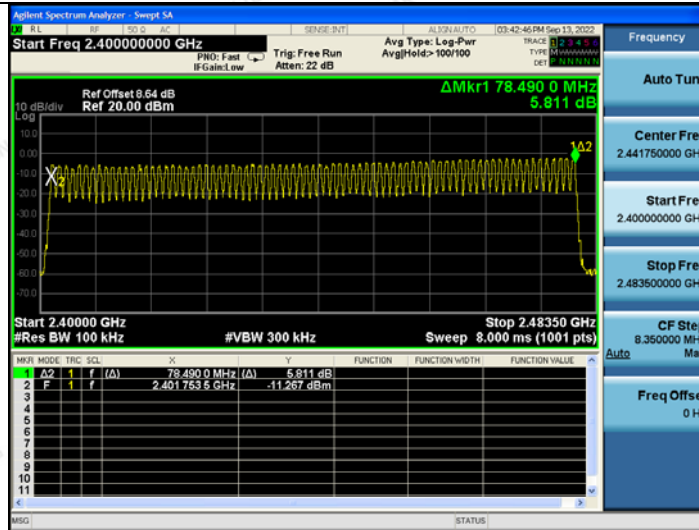 Agilent Spectrum Analyzer - Swept SA
RL RF 50 Ω AC SENSE:INT ALIGN AUTO 03:42:46 PM Sep 13, 2022
Start Freq 2.400000000 GHz
PNO: Fast
IFGain:Low
Trig: Free Run
Atten: 22 dB
Avg Type: Log-Pwr
Avg|Hold:> 100/100
TRACE 1 2 3 4 5 6
TYPE M
DET P N N N N N
ΔMkr1 78.490 0 MHz
5.811 dB
Ref Offset 8.64 dB
10 dB/div Ref 20.00 dBm
Log
10.0
0.00
-10.0
-20.0
-30.0
-40.0
-50.0
-60.0
-70.0
1Δ2
2
Start 2.40000 GHz Stop 2.48350 GHz
#Res BW 100 kHz #VBW 300 kHz Sweep 8.000 ms (1001 pts)
MKR MODE TRC SCL X Y FUNCTION FUNCTION WIDTH FUNCTION VALUE
1 Δ2 1 f (Δ) 78.490 0 MHz (Δ) 5.811 dB
2 F 1 f 2.401 753 5 GHz -11.267 dBm
3
4
5
6
7
8
9
10
11
MSG STATUS
Frequency
Auto Tun
Center Fre
2.441750000 GH
Start Fre
2.400000000 GH
Stop Fre
2.483500000 GH
CF Ste
8.350000 MH
Auto Ma
Freq Offse
0 H